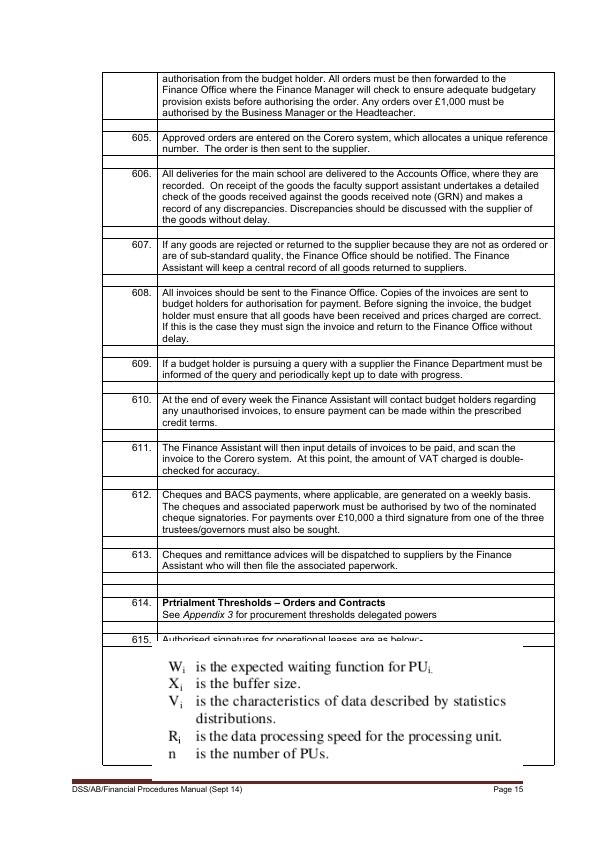 authorisation from the budget holder. All orders must be then forwarded to the
Finance Office where the Finance Manager will check to ensure adequate budgetary
provision exists before authorising the order. Any orders over £1,000 must be
authorised by the Business Manager or the Headteacher.
605. Approved orders are entered on the Corero system, which allocates a unique reference
number. The order is then sent to the supplier.
606. All deliveries for the main school are delivered to the Accounts Office, where they are
recorded. On receipt of the goods the faculty support assistant undertakes a detailed
check of the goods received against the goods received note (GRN) and makes a
record of any discrepancies. Discrepancies should be discussed with the supplier of
the goods without delay.
607. If any goods are rejected or returned to the supplier because they are not as ordered or
are of sub-standard quality, the Finance Office should be notified. The Finance
Assistant will keep a central record of all goods returned to suppliers.
608. All invoices should be sent to the Finance Office. Copies of the invoices are sent to
budget holders for authorisation for payment. Before signing the invoice, the budget
holder must ensure that all goods have been received and prices charged are correct.
If this is the case they must sign the invoice and return to the Finance Office without
delay.
609. If a budget holder is pursuing a query with a supplier the Finance Department must be
informed of the query and periodically kept up to date with progress.
610. At the end of every week the Finance Assistant will contact budget holders regarding
any unauthorised invoices, to ensure payment can be made within the prescribed
credit terms.
611. The Finance Assistant will then input details of invoices to be paid, and scan the
invoice to the Corero system. At this point, the amount of VAT charged is double-
checked for accuracy.
612. Cheques and BACS payments, where applicable, are generated on a weekly basis.
The cheques and associated paperwork must be authorised by two of the nominated
cheque signatories. For payments over £10,000 a third signature from one of the three
trustees/governors must also be sought.
613. Cheques and remittance advices will be dispatched to suppliers by the Finance
Assistant who will then file the associated paperwork.
614. Prtrialment Thresholds – Orders and Contracts
See Appendix 3 for procurement thresholds delegated powers
615. Authorised signatures for operational leases are as below:-
Wi is the expected waiting function for PUi.
Xi is the buffer size.
Vi is the characteristics of data described by statistics
distributions.
Ri is the data processing speed for the processing unit.
n is the number of PUs.
DSS/AB/Financial Procedures Manual (Sept 14) Page 15